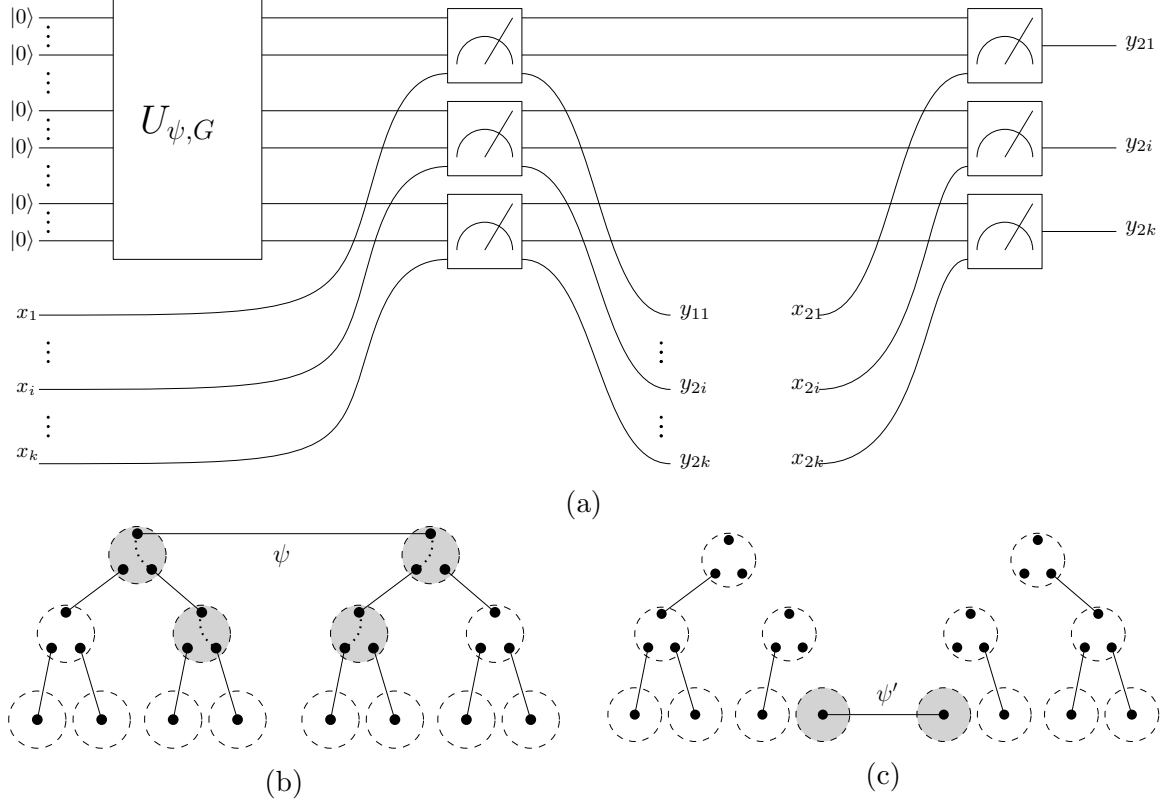 |0⟩
|0⟩ y_{21}
|0⟩
U_{ψ,G}
|0⟩ y_{2i}
|0⟩
y_{2k}
|0⟩
x_1 y_{11} x_{21}
x_i y_{2i} x_{2i}
x_k y_{2k} x_{2k}
(a)
ψ
ψ′
(b) (c)